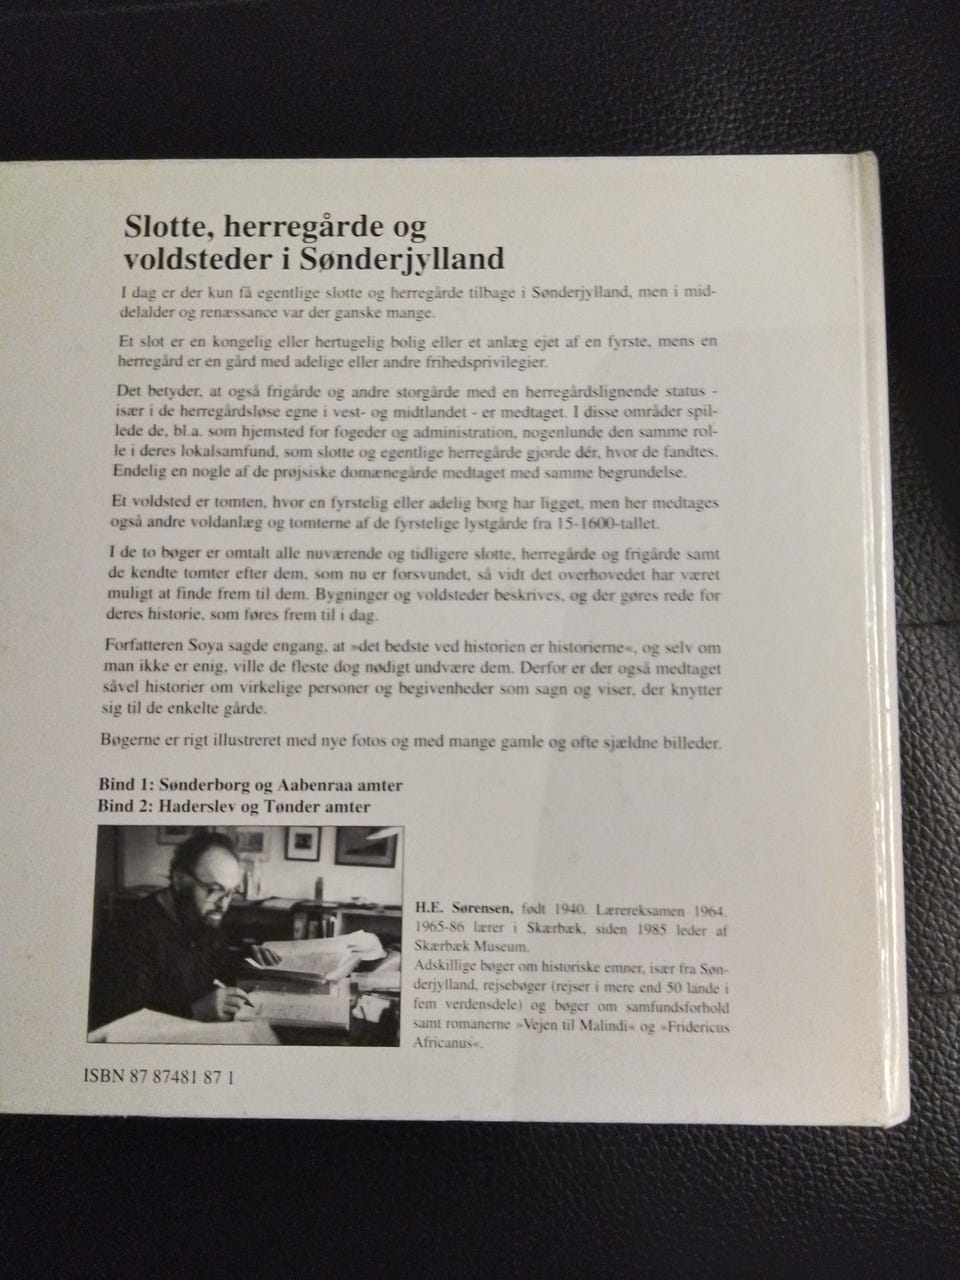 Slotte, herregårde og
voldsteder i Sønderjylland
I dag er der kun få egentlige slotte og herregårde tilbage i Sønderjylland, men i mid-
delalder og renæssance var der ganske mange.
Et slot er en kongelig eller hertugelig bolig eller et anlæg ejet af en fyrste, mens en
herregård er en gård med adelige eller andre frihedsprivilegier.
Det betyder, at også frigårde og andre storgårde med en herregårdslignende status -
især i de herregårdsløse egne i vest- og midtlandet - er medtaget. I disse områder spil-
lede de, bl.a. som hjemsted for fogeder og administration, nogenlunde den samme rol-
le i deres lokalsamfund, som slotte og egentlige herregårde gjorde dér, hvor de fandtes.
Endelig en nogle af de prøjsiske domænegårde medtaget med samme begrundelse.
Et voldsted er tomten, hvor en fyrstelig eller adelig borg har ligget, men her medtages
også andre voldanlæg og tomterne af de fyrstelige lystgårde fra 15-1600-tallet.
I de to bøger er omtalt alle nuværende og tidligere slotte, herregårde og frigårde samt
de kendte tomter efter dem, som nu er forsvundet, så vidt det overhovedet har været
muligt at finde frem til dem. Bygninger og voldsteder beskrives, og der gøres rede for
deres historie, som føres frem til i dag.
Forfatteren Soya sagde engang, at »det bedste ved historien er historierne«, og selv om
man ikke er enig, ville de fleste dog nødigt undvære dem. Derfor er der også medtaget
såvel historier om virkelige personer og begivenheder som sagn og viser, der knytter
sig til de enkelte gårde.
Bøgerne er rigt illustreret med nye fotos og med mange gamle og ofte sjældne billeder.
Bind 1: Sønderborg og Aabenraa amter
Bind 2: Haderslev og Tønder amter
H.E. Sørensen, født 1940. Lærereksamen 1964.
1965-86 lærer i Skærbæk, siden 1985 leder af
Skærbæk Museum.
Adskillige bøger om historiske emner, især fra Søn-
derjylland, rejsebøger (rejser i mere end 50 lande i
fem verdensdele) og bøger om samfundsforhold
samt romanerne »Vejen til Malindi« og »Fridericus
Africanus«.
ISBN 87 87481 87 1